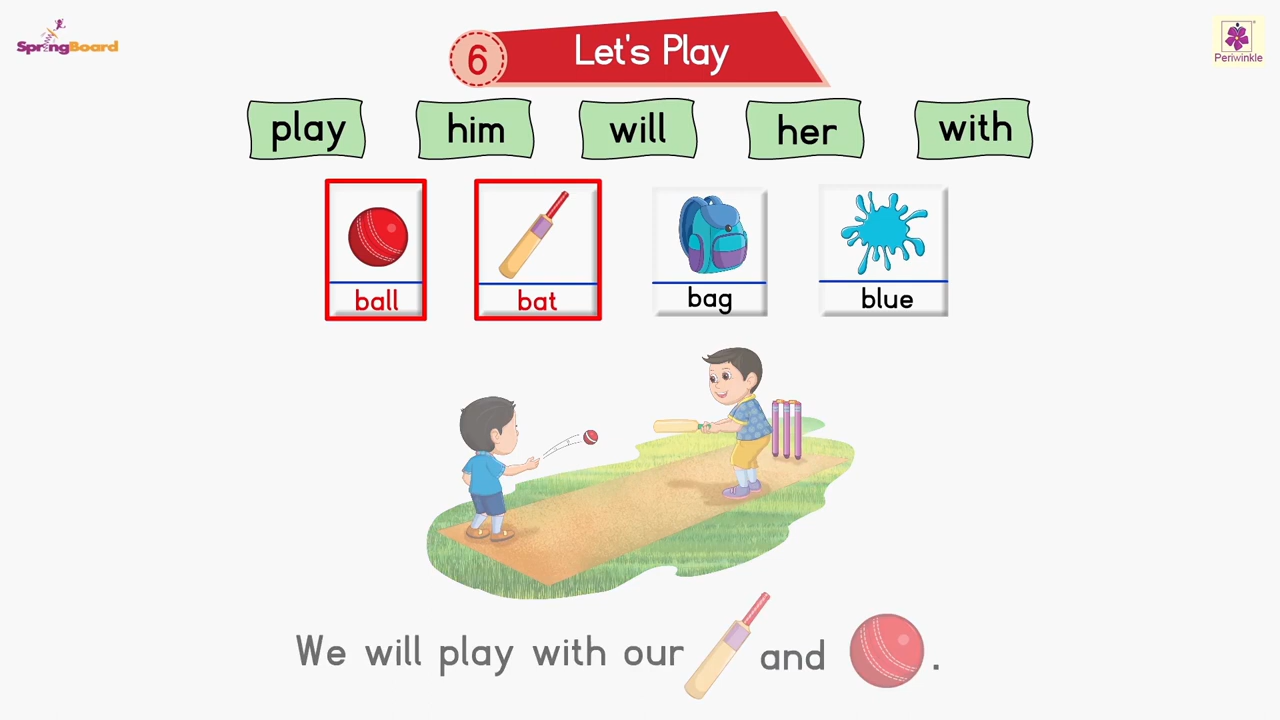 SpringBoard
6 Let's Play
Periwinkle
play him will her with
ball bat bag blue
We will play with our and .